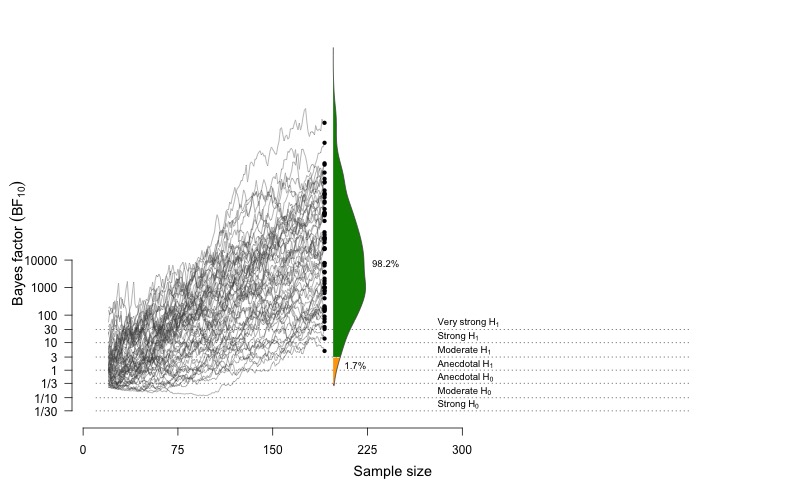 Bayes factor (BF₁₀)
10000
1000
100
30
10
3
1
1/3
1/10
1/30
98.2%
1.7%
Very strong H₁
Strong H₁
Moderate H₁
Anecdotal H₁
Anecdotal H₀
Moderate H₀
Strong H₀
0 75 150 225 300
Sample size